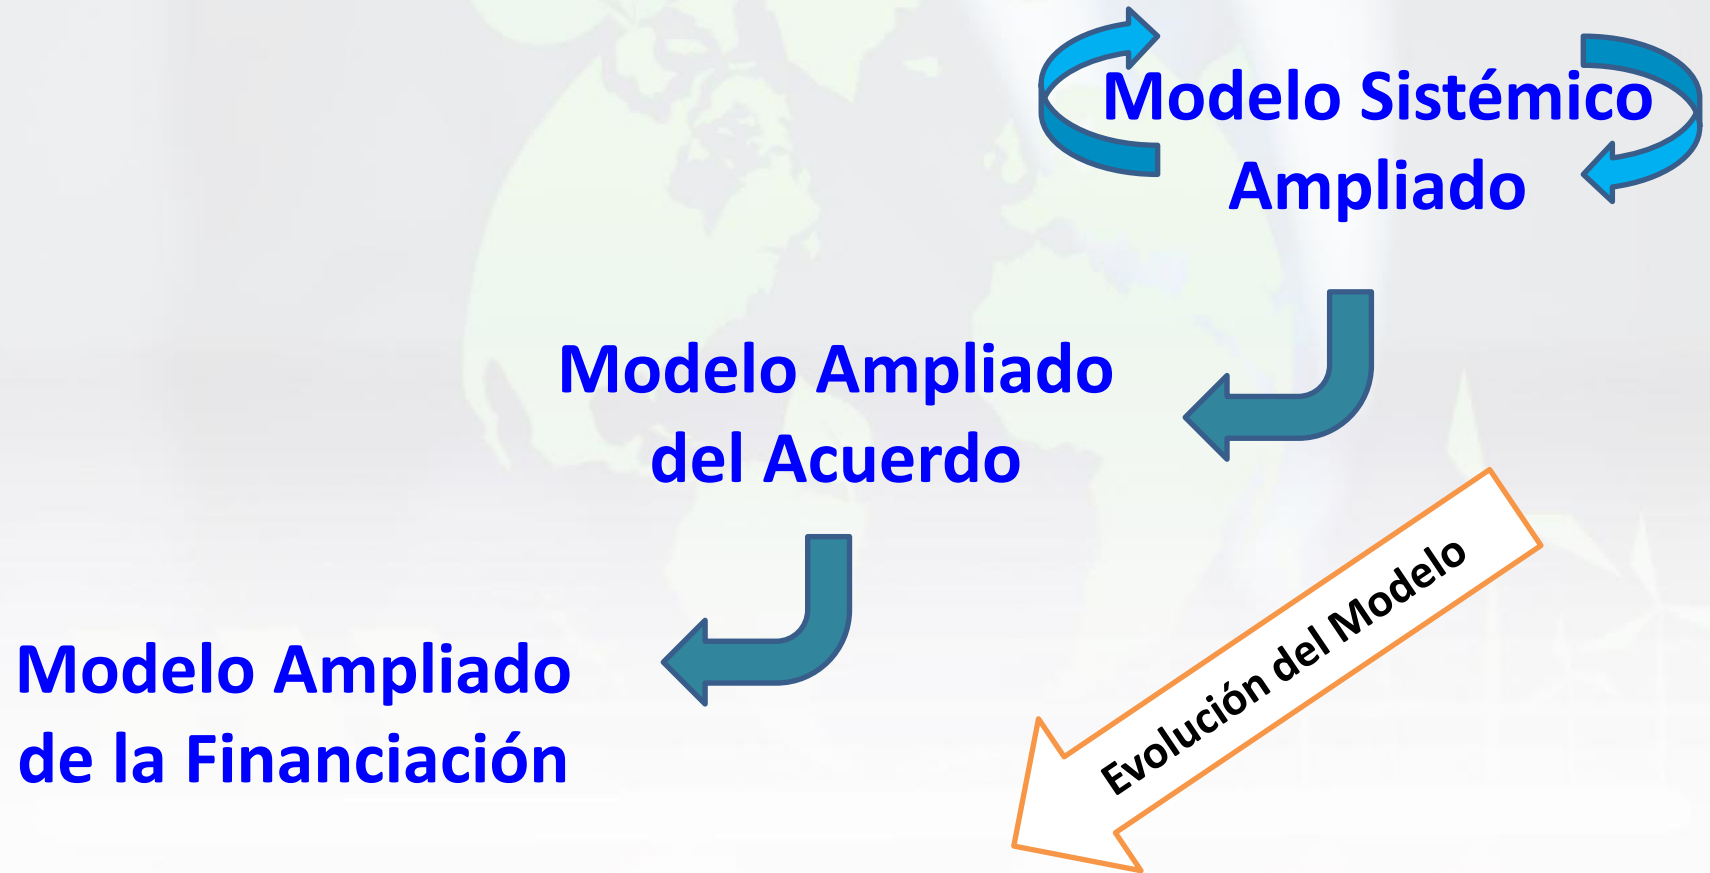 Modelo Sistémico
Ampliado
Modelo Ampliado
del Acuerdo
Modelo Ampliado
de la Financiación
Evolución del Modelo